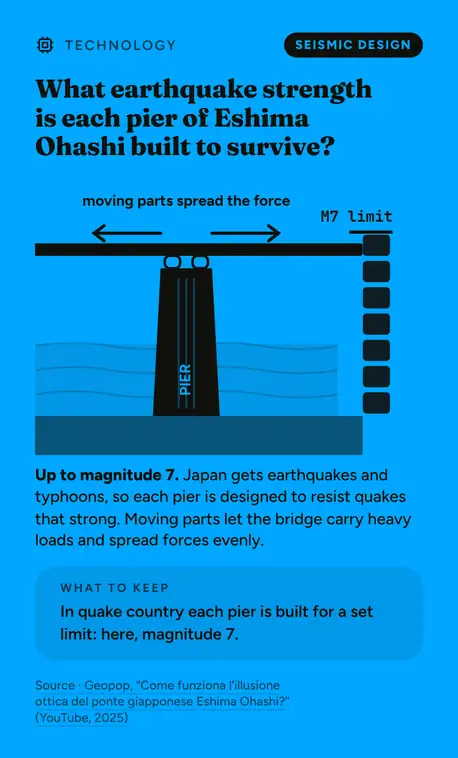 TECHNOLOGY
SEISMIC DESIGN
What earthquake strength
is each pier of Eshima
Ohashi built to survive?
moving parts spread the force
M7 limit
PIER
Up to magnitude 7. Japan gets earthquakes and
typhoons, so each pier is designed to resist quakes
that strong. Moving parts let the bridge carry heavy
loads and spread forces evenly.
WHAT TO KEEP
In quake country each pier is built for a set
limit: here, magnitude 7.
Source · Geopop, “Come funziona l’illusione
ottica del ponte giapponese Eshima Ohashi?”
(YouTube, 2025)